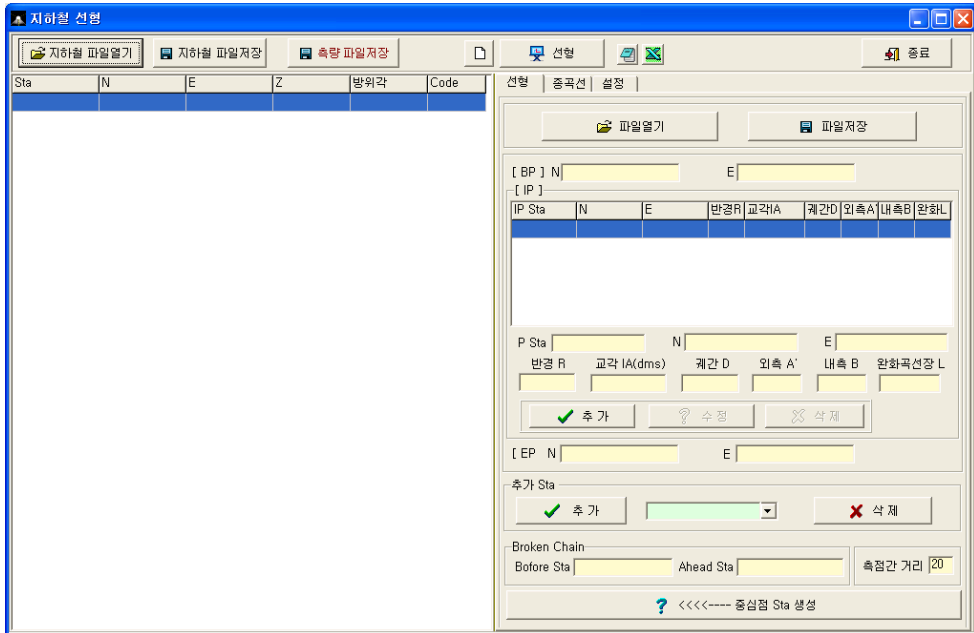 지하철 선형
지하철 파일열기 지하철 파일저장 측량 파일저장 선형 종료
Sta N E Z 방위각 Code
선형 종곡선 설정
파일열기 파일저장
[ BP ] N E
[ IP ]
IP Sta N E 반경R 교각IA 궤간D 외측A' 내측B 완화L
P Sta N E
반경 R 교각 IA(dms) 궤간 D 외측 A' 내측 B 완화곡선장 L
추 가 수 정 삭 제
[ EP N E
추가 Sta
추 가 삭 제
Broken Chain
Bofore Sta Ahead Sta 측점간 거리 20
<<<<---- 중심점 Sta 생성